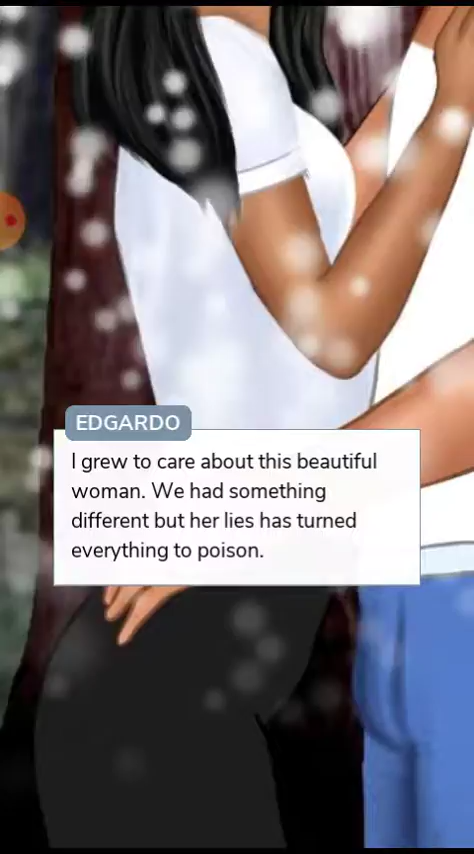 EDGARDO
I grew to care about this beautiful
woman. We had something
different but her lies has turned
everything to poison.